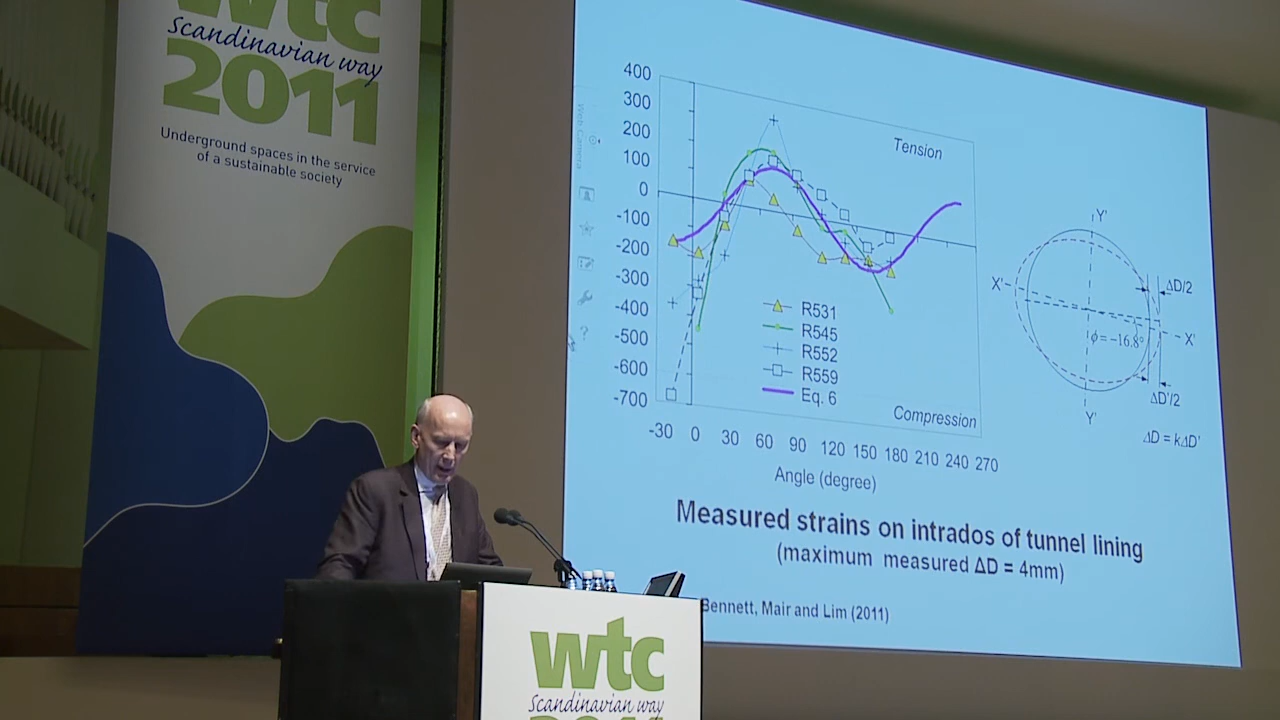 wtc
Scandinavian way
2011
Underground spaces in the service
of a sustainable society
400
300
200
100
0
-100
-200
-300
-400
-500
-600
-700
Tension
R531
R545
R552
R559
Eq. 6
Compression
-30 0 30 60 90 120 150 180 210 240 270
Angle (degree)
Y'
X'
ΔD/2
ϕ = −16.8°
X'
ΔD'/2
Y'
ΔD = kΔD'
Measured strains on intrados of tunnel lining
(maximum measured ΔD = 4mm)
Bennett, Mair and Lim (2011)
wtc
Scandinavian way
2011